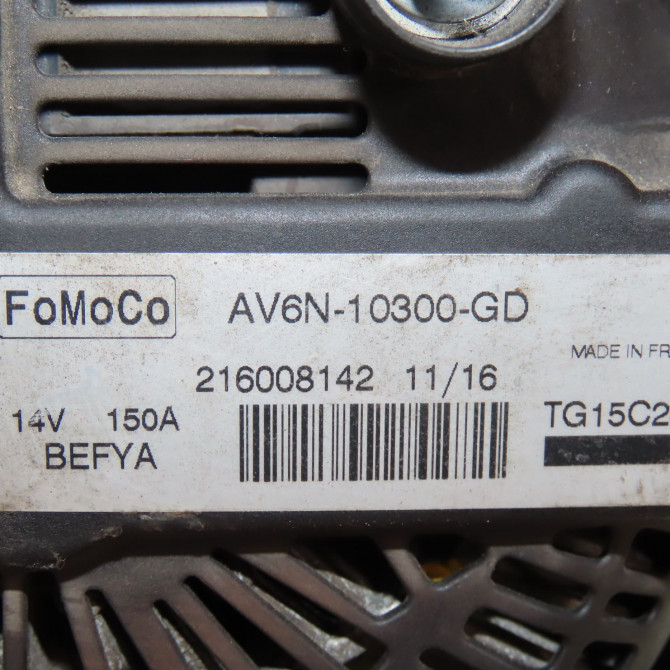 FoMoCo AV6N-10300-GD
MADE IN FR
216008142 11/16
14V 150A TG15C2
BEFYA